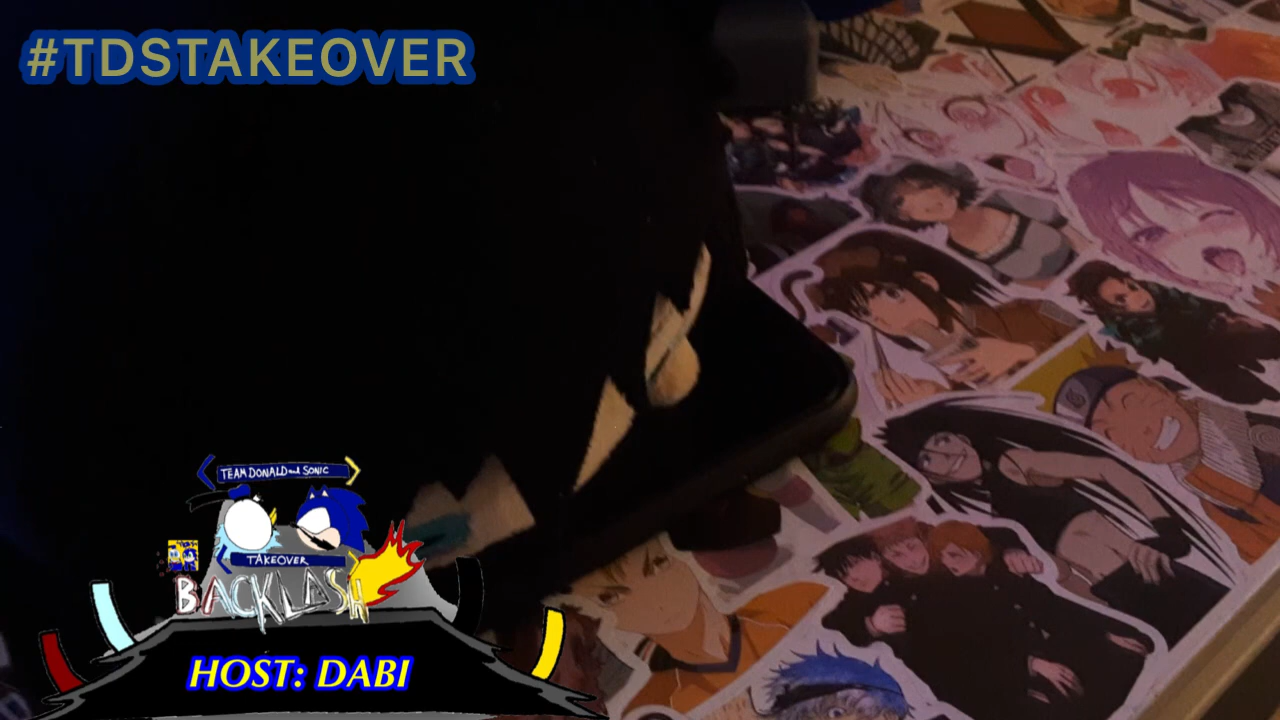 #TDSTAKEOVER
TEAM DONALD and SONIC
TAKEOVER
BACKLASH
HOST: DABI